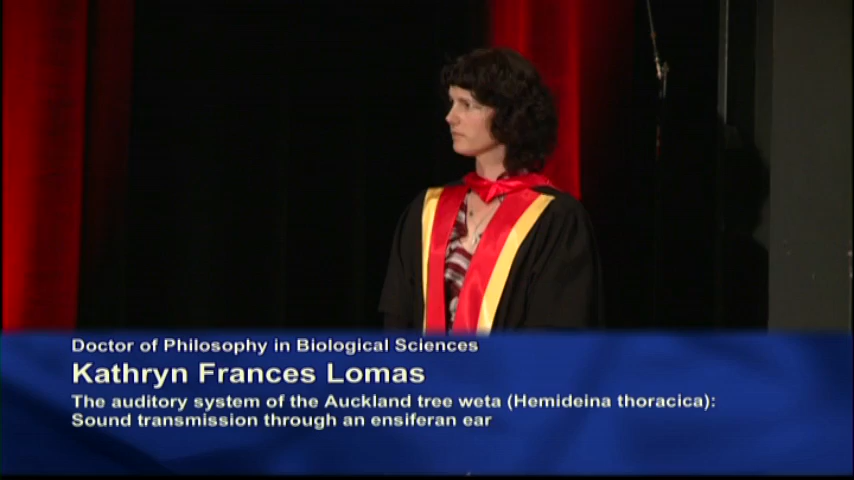 Doctor of Philosophy in Biological Sciences
Kathryn Frances Lomas
The auditory system of the Auckland tree weta (Hemideina thoracica):
Sound transmission through an ensiferan ear